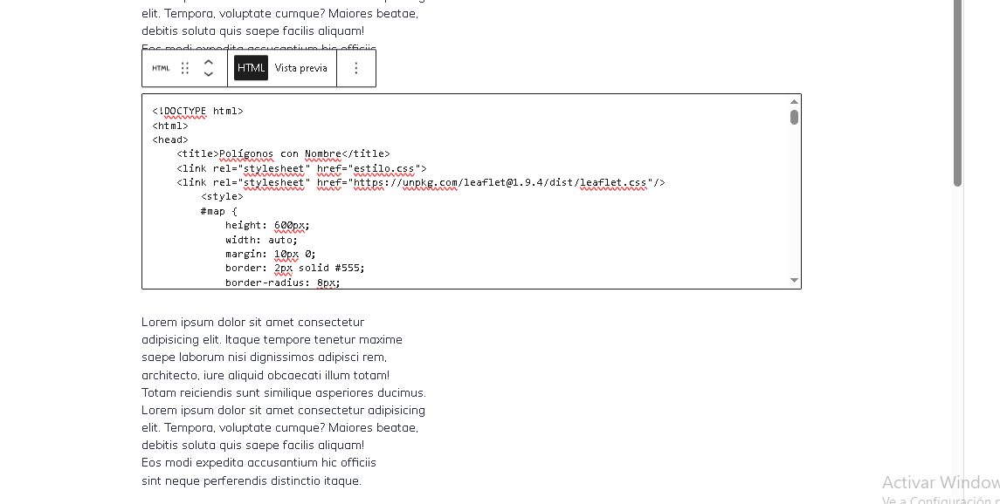 elit. Tempora, voluptate cumque? Maiores beatae,
debitis soluta quis saepe facilis aliquam!
Eos modi expedita accusantium hic officiis
HTML HTML Vista previa
<!DOCTYPE html>
<html>
<head>
<title>Polígonos con Nombre</title>
<link rel="stylesheet" href="estilo.css">
<link rel="stylesheet" href="https://unpkg.com/leaflet@1.9.4/dist/leaflet.css"/>
<style>
#map {
height: 600px;
width: auto;
margin: 10px 0;
border: 2px solid #555;
border-radius: 8px;
Lorem ipsum dolor sit amet consectetur
adipisicing elit. Itaque tempore tenetur maxime
saepe laborum nisi dignissimos adipisci rem,
architecto, iure aliquid obcaecati illum totam!
Totam reiciendis sunt similique asperiores ducimus.
Lorem ipsum dolor sit amet consectetur adipisicing
elit. Tempora, voluptate cumque? Maiores beatae,
debitis soluta quis saepe facilis aliquam!
Eos modi expedita accusantium hic officiis
sint neque perferendis distinctio itaque.
Activar Window
Ve a Configuración